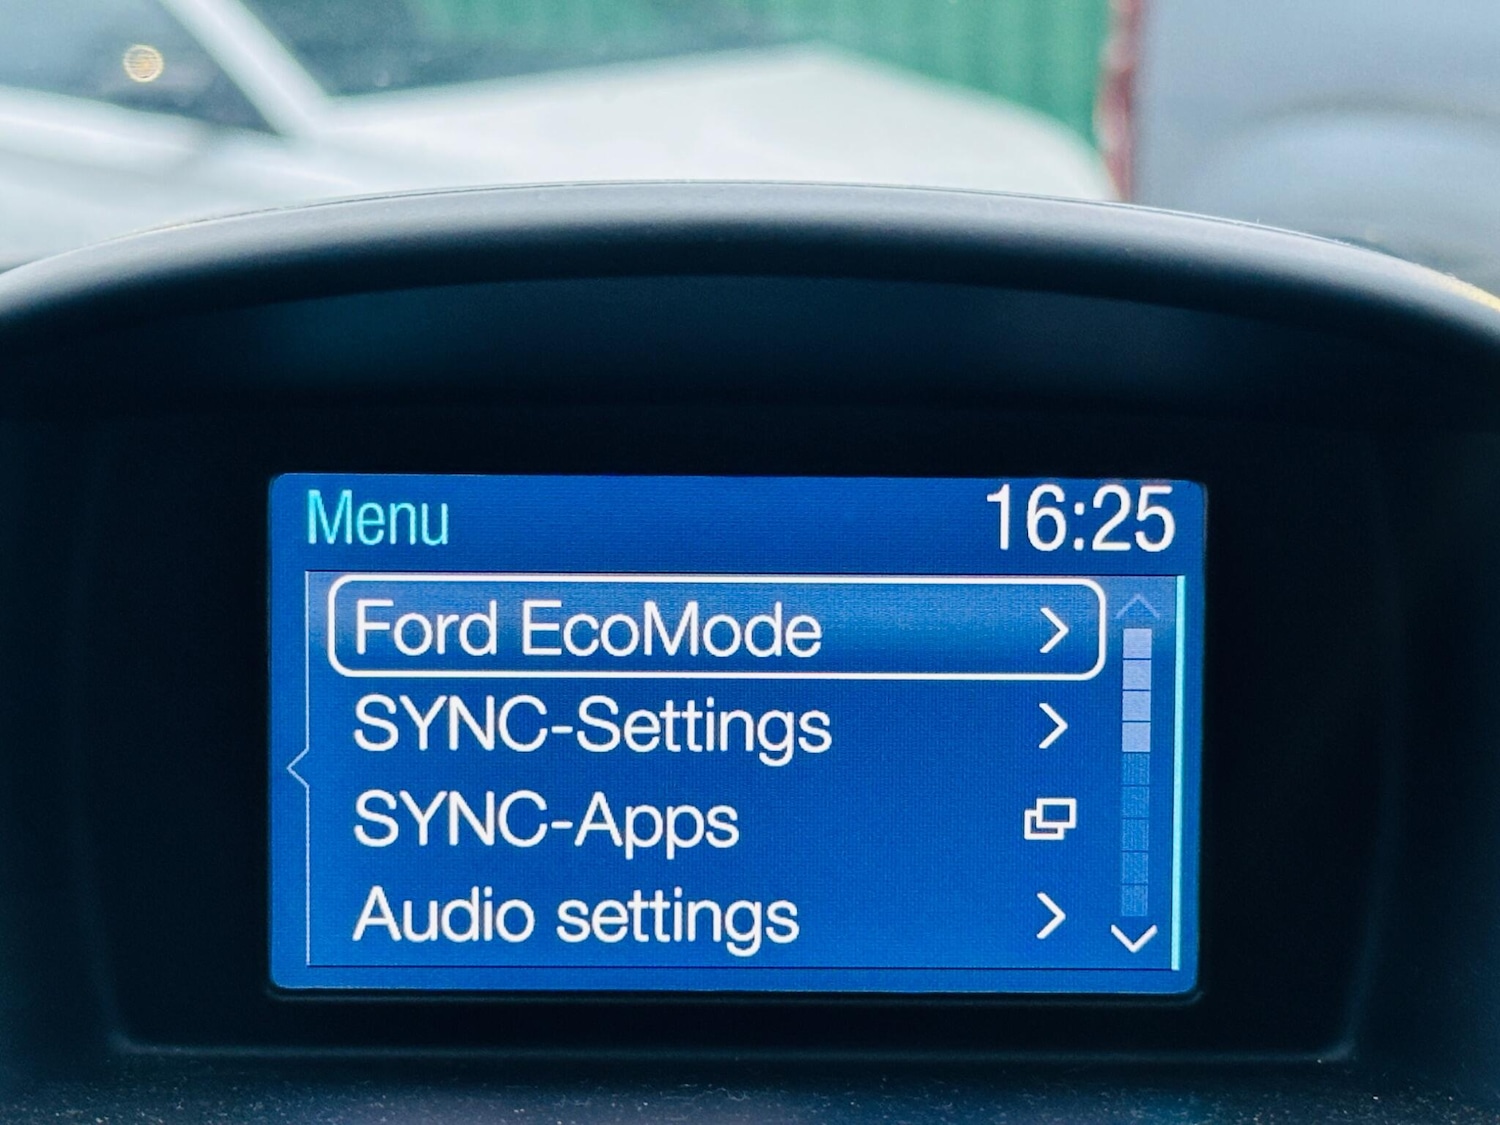 Menu 16:25
Ford EcoMode
SYNC-Settings
SYNC-Apps
Audio settings